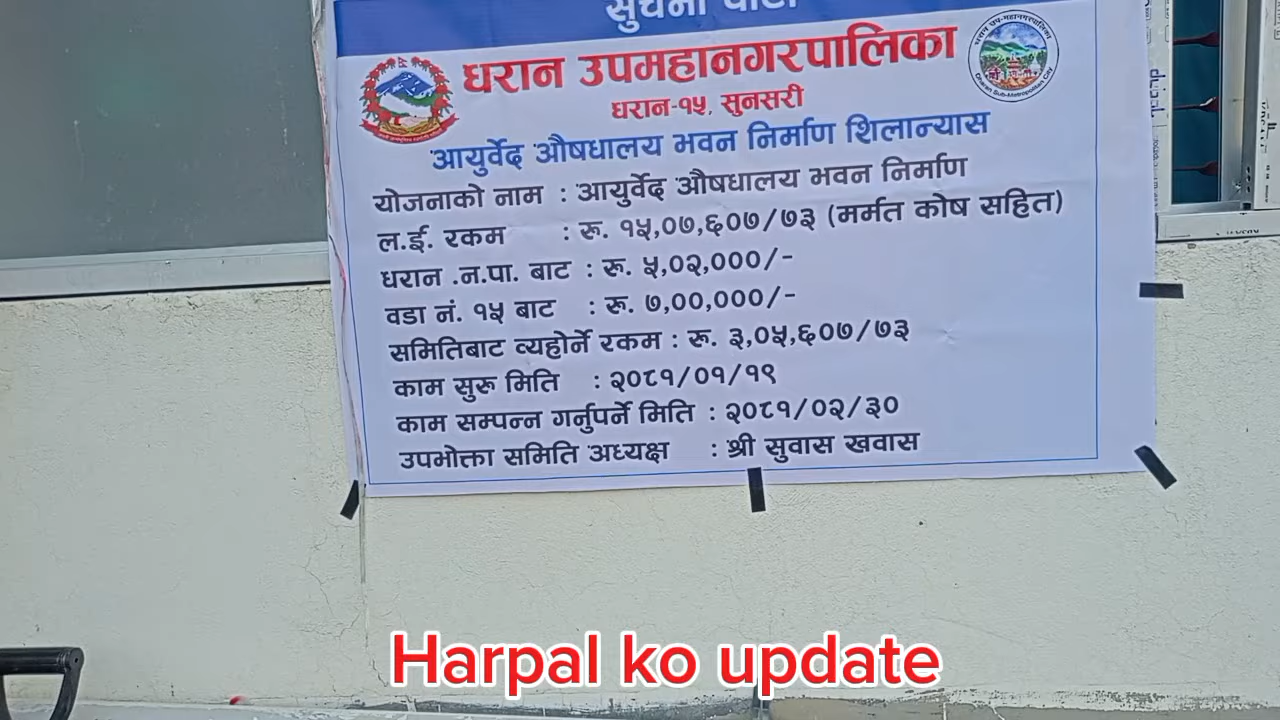 सुचना पाटी
धरान उपमहानगरपालिका
धरान-१५, सुनसरी
आयुर्वेद औषधालय भवन निर्माण शिलान्यास
योजनाको नाम : आयुर्वेद औषधालय भवन निर्माण
ल.ई. रकम : रू. १५,०७,६०७/७३ (मर्मत कोष सहित)
धरान .न.पा. बाट : रू. ५,०२,०००/-
वडा नं. १५ बाट : रू. ७,००,०००/-
समितिबाट व्यहोर्ने रकम : रू. ३,०५,६०७/७३
काम सुरू मिति : २०८१/०१/१९
काम सम्पन्न गर्नुपर्ने मिति : २०८१/०२/३०
उपभोक्ता समिति अध्यक्ष : श्री सुवास खवास
Harpal ko update